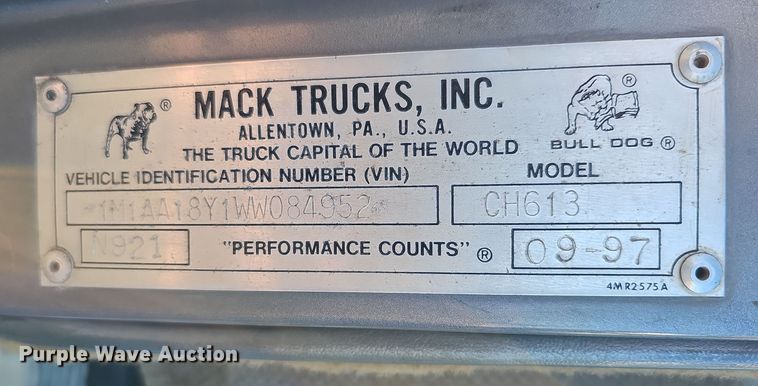 MACK TRUCKS, INC.
ALLENTOWN, PA., U.S.A.
THE TRUCK CAPITAL OF THE WORLD
BULL DOG ®
VEHICLE IDENTIFICATION NUMBER (VIN) MODEL
1M1AA18Y1WW084952 CH613
N921 "PERFORMANCE COUNTS" ® 09-97
4MR2575A
Purple Wave Auction